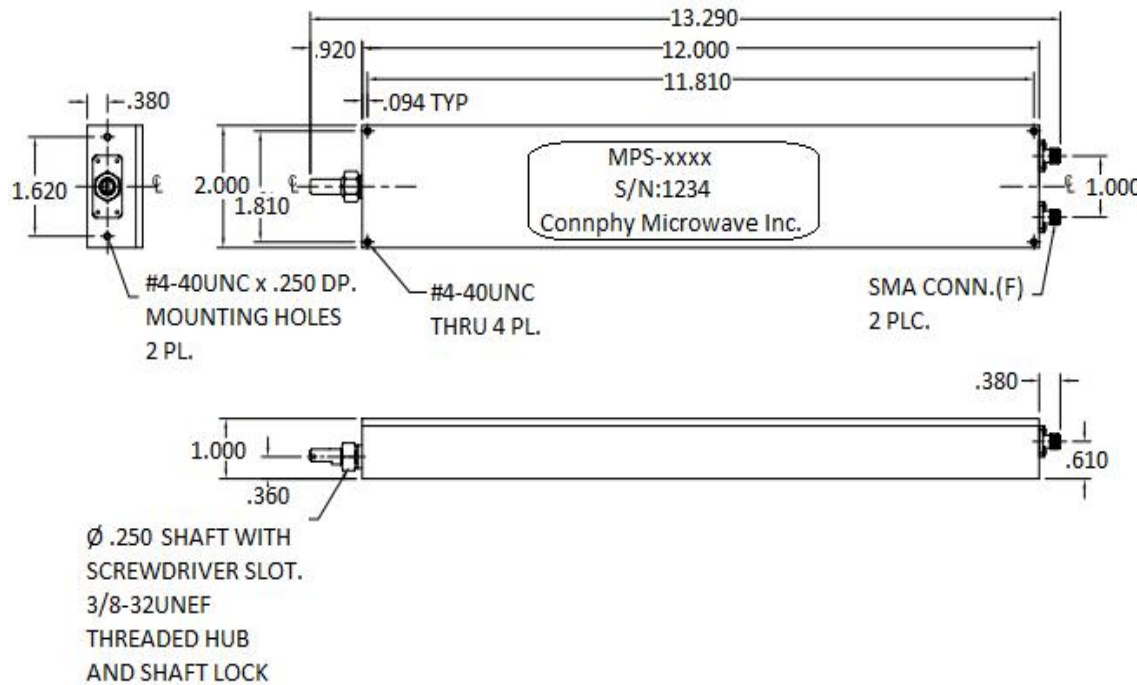 13.290
.920
12.000
11.810
.380
.094 TYP
1.620
2.000
1.810
℄
℄
℄
1.000
MPS-xxxx
S/N:1234
Connphy Microwave Inc.
#4-40UNC x .250 DP.
MOUNTING HOLES
2 PL.
#4-40UNC
THRU 4 PL.
SMA CONN.(F)
2 PLC.
.380
1.000
.610
.360
Ø .250 SHAFT WITH
SCREWDRIVER SLOT.
3/8-32UNEF
THREADED HUB
AND SHAFT LOCK